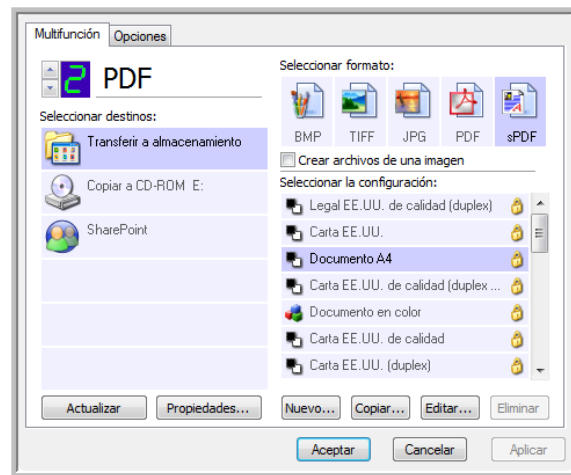 Multifunción
Opciones
2
PDF
Seleccionar destinos:
Transferir a almacenamiento
Copiar a CD-ROM E:
SharePoint
Actualizar
Propiedades...
Seleccionar formato:
BMP
TIFF
JPG
PDF
sPDF
Crear archivos de una imagen
Seleccionar la configuración:
Legal EE.UU. de calidad (duplex)
Carta EE.UU.
Documento A4
Carta EE.UU. de calidad (duplex ...
Documento en color
Carta EE.UU. de calidad
Carta EE.UU. (duplex)
Nuevo...
Copiar...
Editar...
Eliminar
Aceptar
Cancelar
Aplicar